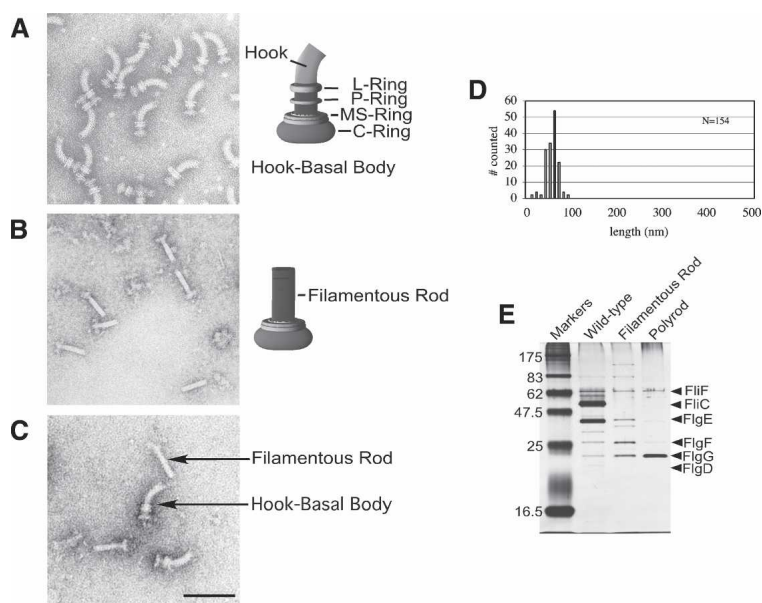 A
Hook
L-Ring
P-Ring
MS-Ring
C-Ring
Hook-Basal Body
B
Filamentous Rod
C
Filamentous Rod
Hook-Basal Body
D
60
50
40
30
20
10
0
# counted
N=154
0 100 200 300 400 500
length (nm)
E
Markers
Wild-type
Filamentous Rod
Polyrod
175
83
62
47.5
25
16.5
FliF
FliC
FlgE
FlgF
FlgG
FlgD